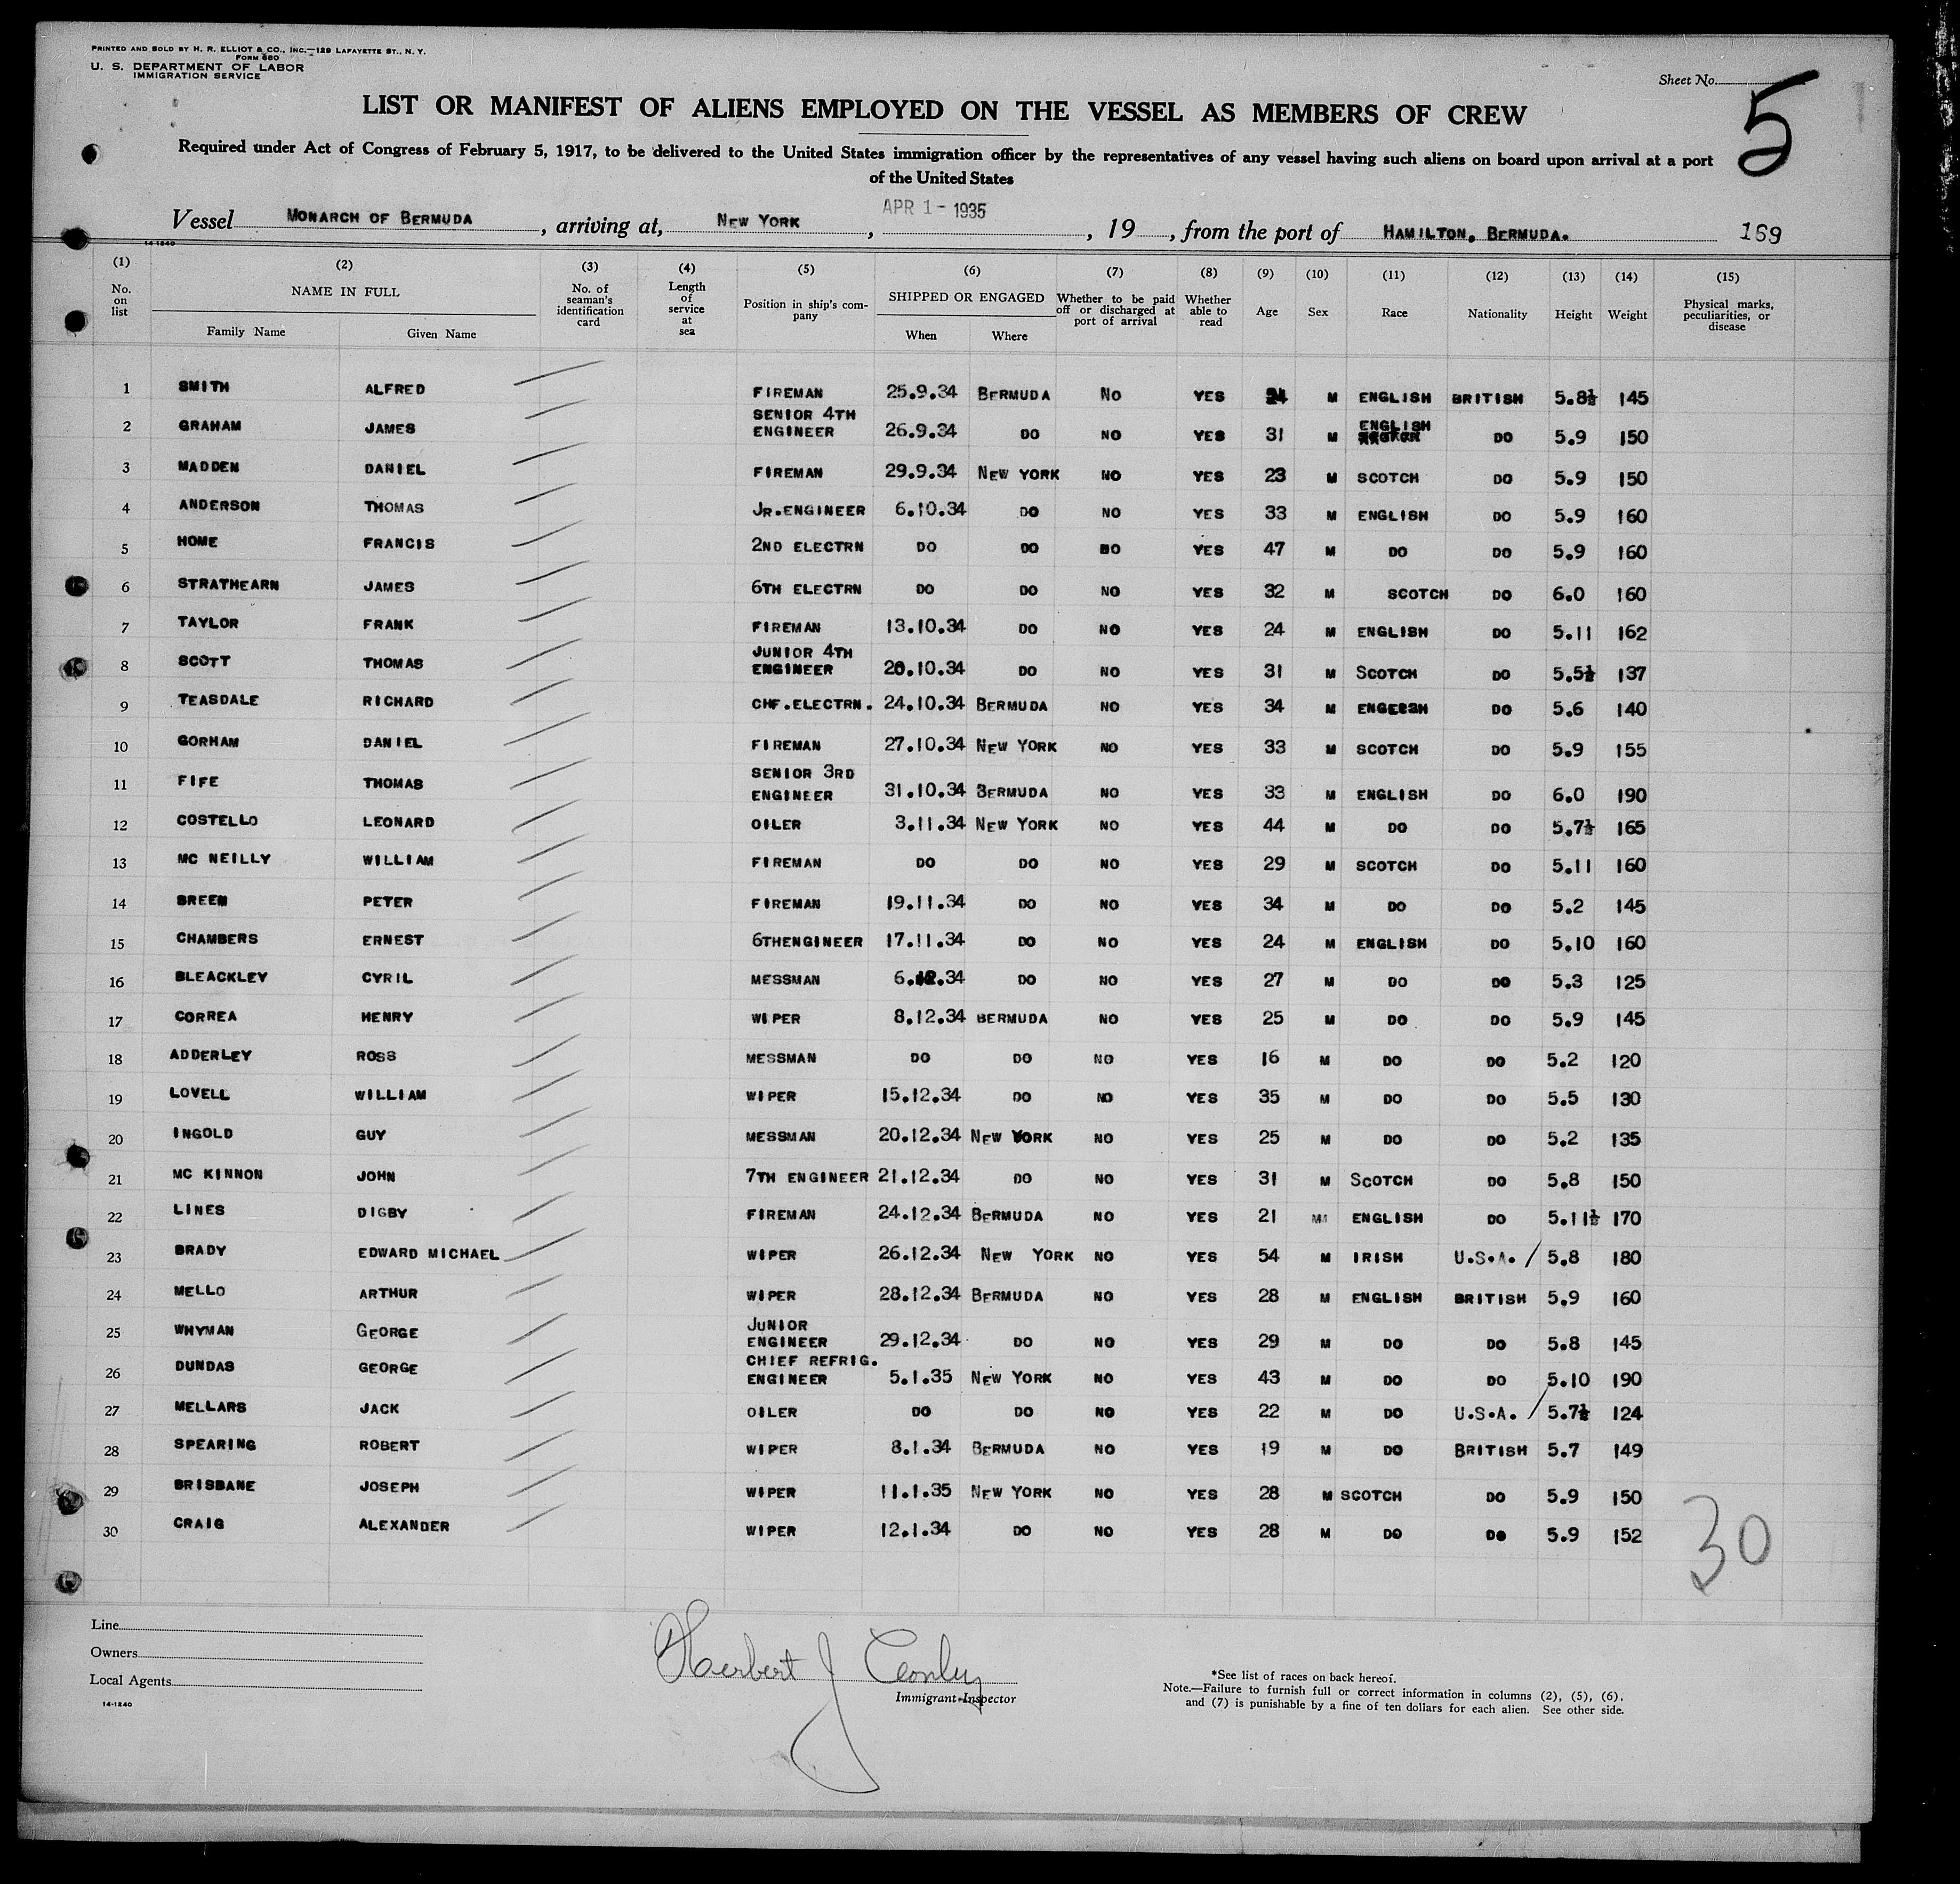 PRINTED AND SOLD BY H. R. ELLIOT & CO., INC.—129 LAFAYETTE ST., N. Y.
FORM 680
U. S. DEPARTMENT OF LABOR
IMMIGRATION SERVICE
Sheet No. 5
LIST OR MANIFEST OF ALIENS EMPLOYED ON THE VESSEL AS MEMBERS OF CREW
Required under Act of Congress of February 5, 1917, to be delivered to the United States immigration officer by the representatives of any vessel having such aliens on board upon arrival at a port
of the United States
Vessel MONARCH OF BERMUDA, arriving at, NEW YORK, APR 1- 1935, 19, from the port of HAMILTON, BERMUDA. 169
14-1240
(1) (2) (3) (4) (5) (6) (7) (8) (9) (10) (11) (12) (13) (14) (15)
No. on list NAME IN FULL Family Name Given Name No. of seaman's identification card Length of service at sea Position in ship's company SHIPPED OR ENGAGED When Where Whether to be paid off or discharged at port of arrival Whether able to read Age Sex Race Nationality Height Weight Physical marks, peculiarities, or disease
1 SMITH ALFRED FIREMAN 25.9.34 BERMUDA NO YES M ENGLISH BRITISH 5.8½ 145
2 GRAHAM JAMES SENIOR 4TH ENGINEER 26.9.34 DO NO YES 31 M ENGLISH DO 5.9 150
3 MADDEN DANIEL FIREMAN 29.9.34 NEW YORK NO YES 23 M SCOTCH DO 5.9 150
4 ANDERSON THOMAS JR.ENGINEER 6.10.34 DO NO YES 33 M ENGLISH DO 5.9 160
5 HOME FRANCIS 2ND ELECTRN DO DO YES 47 M DO DO 5.9 160
6 STRATHEARN JAMES 6TH ELECTRN DO DO NO YES 32 M SCOTCH DO 6.0 160
7 TAYLOR FRANK FIREMAN 13.10.34 DO NO YES 24 M ENGLISH DO 5.11 162
8 SCOTT THOMAS JUNIOR 4TH ENGINEER 20.10.34 DO NO YES 31 M SCOTCH DO 5.5½ 137
9 TEASDALE RICHARD CHF.ELECTRN. 24.10.34 BERMUDA NO YES 34 M DO 5.6 140
10 GORHAM DANIEL FIREMAN 27.10.34 NEW YORK NO YES 33 M SCOTCH DO 5.9 155
11 FIFE THOMAS SENIOR 3RD ENGINEER 31.10.34 BERMUDA NO YES 33 M ENGLISH DO 6.0 190
12 COSTELLO LEONARD OILER 3.11.34 NEW YORK NO YES 44 M DO DO 5.7½ 165
13 MC NEILLY WILLIAM FIREMAN DO DO NO YES 29 M SCOTCH DO 5.11 160
14 BREEN PETER FIREMAN 19.11.34 DO NO YES 34 M DO DO 5.2 145
15 CHAMBERS ERNEST 6THENGINEER 17.11.34 DO NO YES 24 M ENGLISH DO 5.10 160
16 BLEACKLEY CYRIL MESSMAN 6.12.34 DO NO YES 27 M DO DO 5.3 125
17 CORREA HENRY WIPER 8.12.34 BERMUDA NO YES 25 M DO DO 5.9 145
18 ADDERLEY ROSS MESSMAN DO DO NO YES 16 M DO DO 5.2 120
19 LOVELL WILLIAM WIPER 15.12.34 DO NO YES 35 M DO DO 5.5 130
20 INGOLD GUY MESSMAN 20.12.34 NEW YORK NO YES 25 M DO DO 5.2 135
21 MC KINNON JOHN 7TH ENGINEER 21.12.34 DO NO YES 31 M SCOTCH DO 5.8 150
22 LINES DIGBY FIREMAN 24.12.34 BERMUDA NO YES 21 M ENGLISH DO 5.11½ 170
23 BRADY EDWARD MICHAEL WIPER 26.12.34 NEW YORK NO YES 54 M IRISH U.S.A. / 5.8 180
24 MELLO ARTHUR WIPER 28.12.34 BERMUDA NO YES 28 M ENGLISH BRITISH 5.9 160
25 WHYMAN GEORGE JUNIOR ENGINEER 29.12.34 DO NO YES 29 M DO DO 5.8 145
26 DUNDAS GEORGE CHIEF REFRIG. ENGINEER 5.1.35 NEW YORK NO YES 43 M DO DO 5.10 190
27 MELLARS JACK OILER DO DO NO YES 22 M DO U.S.A. / 5.7½ 124
28 SPEARING ROBERT WIPER 8.1.34 BERMUDA NO YES 19 M DO BRITISH 5.7 149
29 BRISBANE JOSEPH WIPER 11.1.35 NEW YORK NO YES 28 M SCOTCH DO 5.9 150
30 CRAIG ALEXANDER WIPER 12.1.34 DO NO YES 28 M DO DO 5.9 152
30
Line
Owners
Local Agents
14-1240
Herbert J
Immigrant Inspector
*See list of races on back hereof.
Note.—Failure to furnish full or correct information in columns (2), (5), (6),
and (7) is punishable by a fine of ten dollars for each alien. See other side.